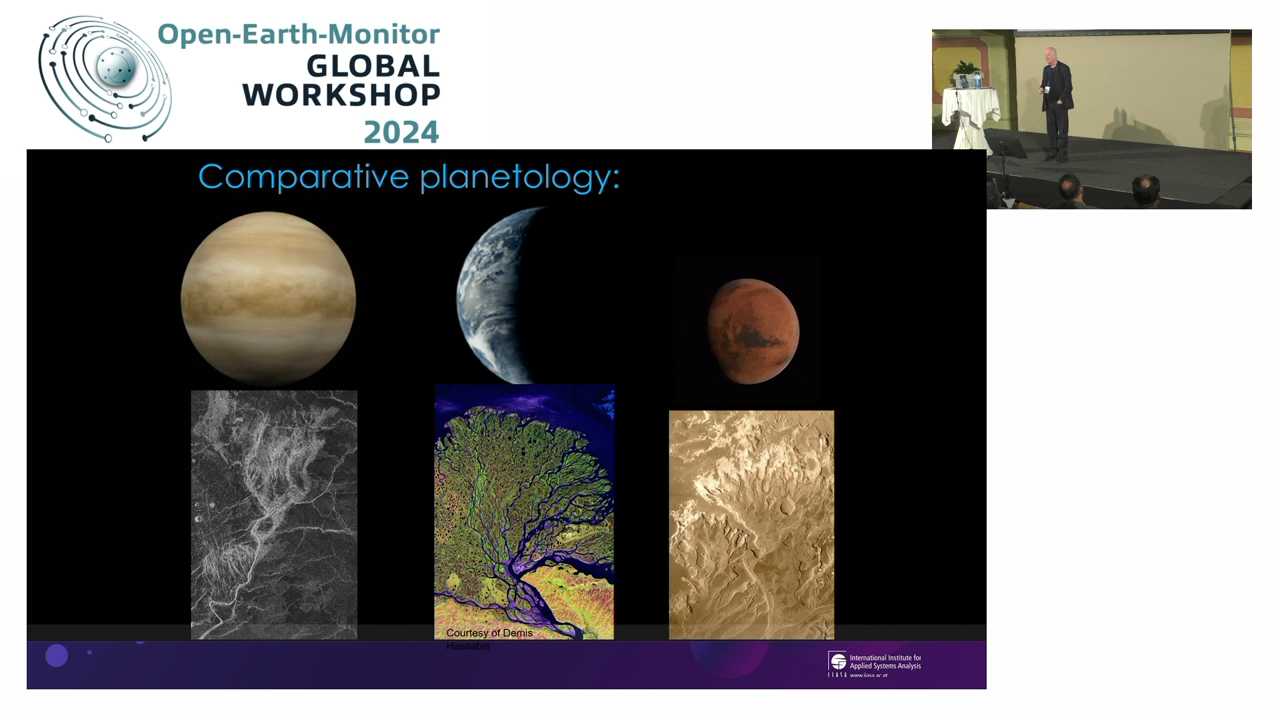 Open-Earth-Monitor
GLOBAL
WORKSHOP
2024
Comparative planetology:
Courtesy of Demis
Hassabis
IIASA
International Institute for
Applied Systems Analysis
www.iiasa.ac.at